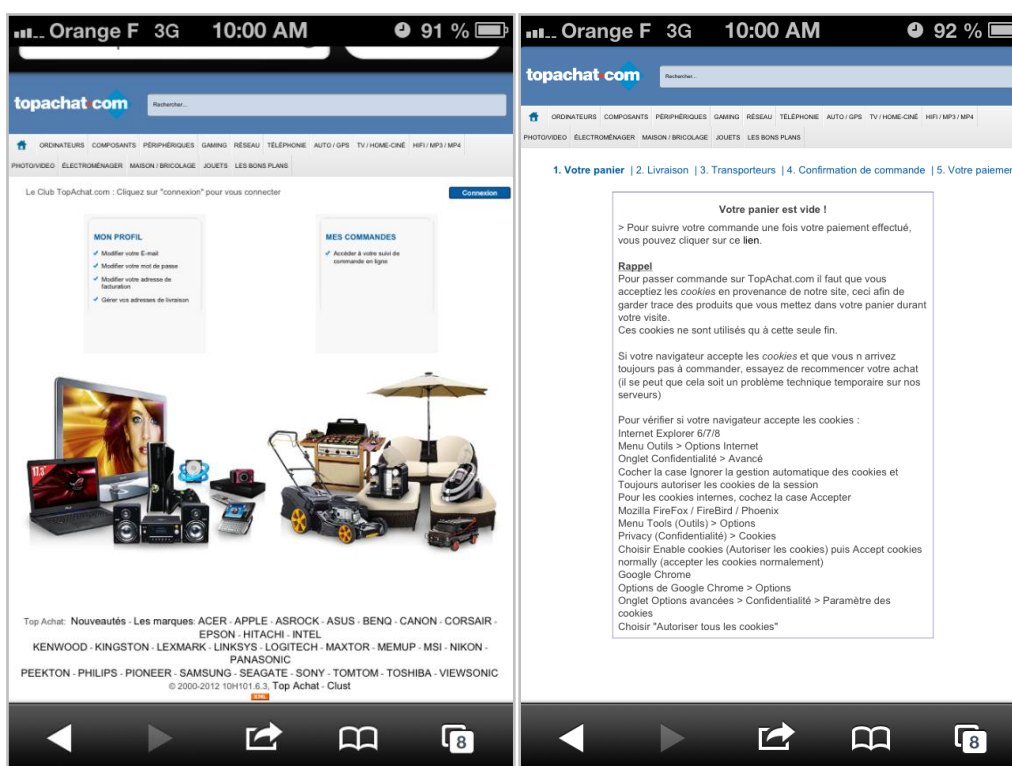 Orange F 3G 10:00 AM 91 %
topachat.com
Rechercher...
ORDINATEURS COMPOSANTS PÉRIPHÉRIQUES GAMING RÉSEAU TÉLÉPHONIE AUTO / GPS TV / HOME-CINÉ HIFI / MP3 / MP4
PHOTO/VIDEO ÉLECTROMÉNAGER MAISON / BRICOLAGE JOUETS LES BONS PLANS
Le Club TopAchat.com : Cliquez sur "connexion" pour vous connecter
Connexion
MON PROFIL
Modifier votre E-mail
Modifier votre mot de passe
Modifier votre adresse de
facturation
Gérer vos adresses de livraison
MES COMMANDES
Accéder à votre suivi de
commande en ligne
17.3"
Top Achat: Nouveautés - Les marques: ACER - APPLE - ASROCK - ASUS - BENQ - CANON - CORSAIR -
EPSON - HITACHI - INTEL
KENWOOD - KINGSTON - LEXMARK - LINKSYS - LOGITECH - MAXTOR - MEMUP - MSI - NIKON -
PANASONIC
PEEKTON - PHILIPS - PIONEER - SAMSUNG - SEAGATE - SONY - TOMTOM - TOSHIBA - VIEWSONIC
© 2000-2012 10H101.6.3, Top Achat - Clust
XML
8
Orange F 3G 10:00 AM 92 %
topachat.com
Rechercher...
ORDINATEURS COMPOSANTS PÉRIPHÉRIQUES GAMING RÉSEAU TÉLÉPHONIE AUTO / GPS TV / HOME-CINÉ HIFI / MP3 / MP4
PHOTO/VIDEO ÉLECTROMÉNAGER MAISON / BRICOLAGE JOUETS LES BONS PLANS
1. Votre panier | 2. Livraison | 3. Transporteurs | 4. Confirmation de commande | 5. Votre paiemen
Votre panier est vide !
> Pour suivre votre commande une fois votre paiement effectué,
vous pouvez cliquer sur ce lien.
Rappel
Pour passer commande sur TopAchat.com il faut que vous
acceptiez les cookies en provenance de notre site, ceci afin de
garder trace des produits que vous mettez dans votre panier durant
votre visite.
Ces cookies ne sont utilisés qu à cette seule fin.
Si votre navigateur accepte les cookies et que vous n arrivez
toujours pas à commander, essayez de recommencer votre achat
(il se peut que cela soit un problème technique temporaire sur nos
serveurs)
Pour vérifier si votre navigateur accepte les cookies :
Internet Explorer 6/7/8
Menu Outils > Options Internet
Onglet Confidentialité > Avancé
Cocher la case Ignorer la gestion automatique des cookies et
Toujours autoriser les cookies de la session
Pour les cookies internes, cochez la case Accepter
Mozilla FireFox / FireBird / Phoenix
Menu Tools (Outils) > Options
Privacy (Confidentialité) > Cookies
Choisir Enable cookies (Autoriser les cookies) puis Accept cookies
normally (accepter les cookies normalement)
Google Chrome
Options de Google Chrome > Options
Onglet Options avancées > Confidentialité > Paramètre des
cookies
Choisir "Autoriser tous les cookies"
8